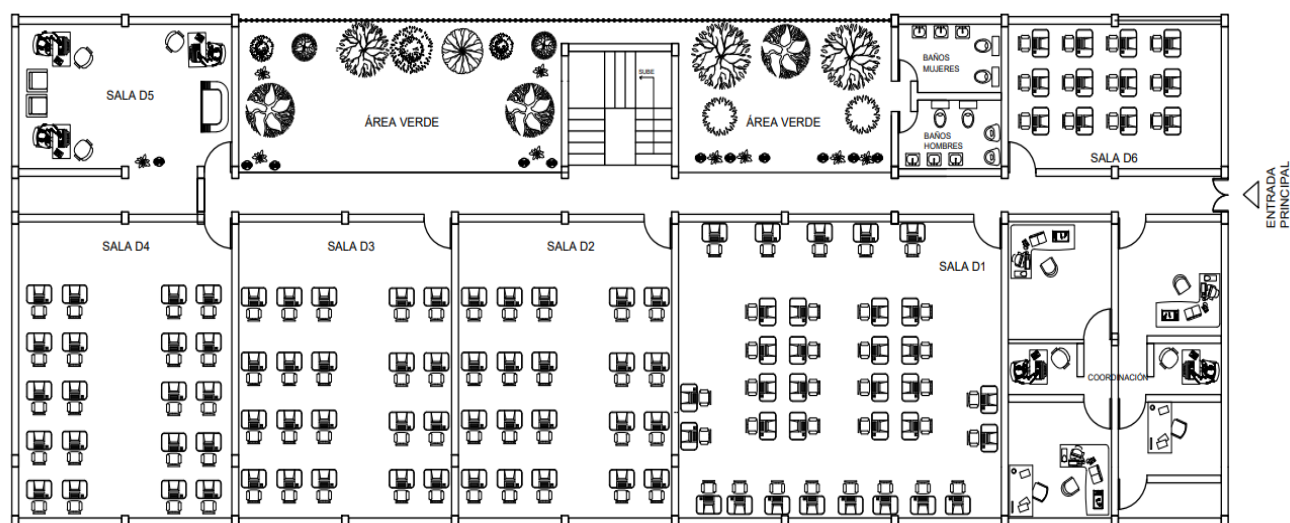 SALA D5
ÁREA VERDE
SUBE
ÁREA VERDE
BAÑOS
MUJERES
BAÑOS
HOMBRES
SALA D6
ENTRADA
PRINCIPAL
SALA D4
SALA D3
SALA D2
SALA D1
COORDINACIÓN